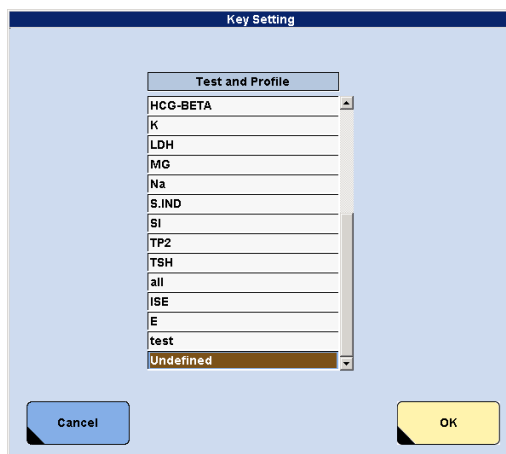 Key Setting
Test and Profile
HCG-BETA
K
LDH
MG
Na
S.IND
SI
TP2
TSH
all
ISE
E
test
Undefined
Cancel
OK